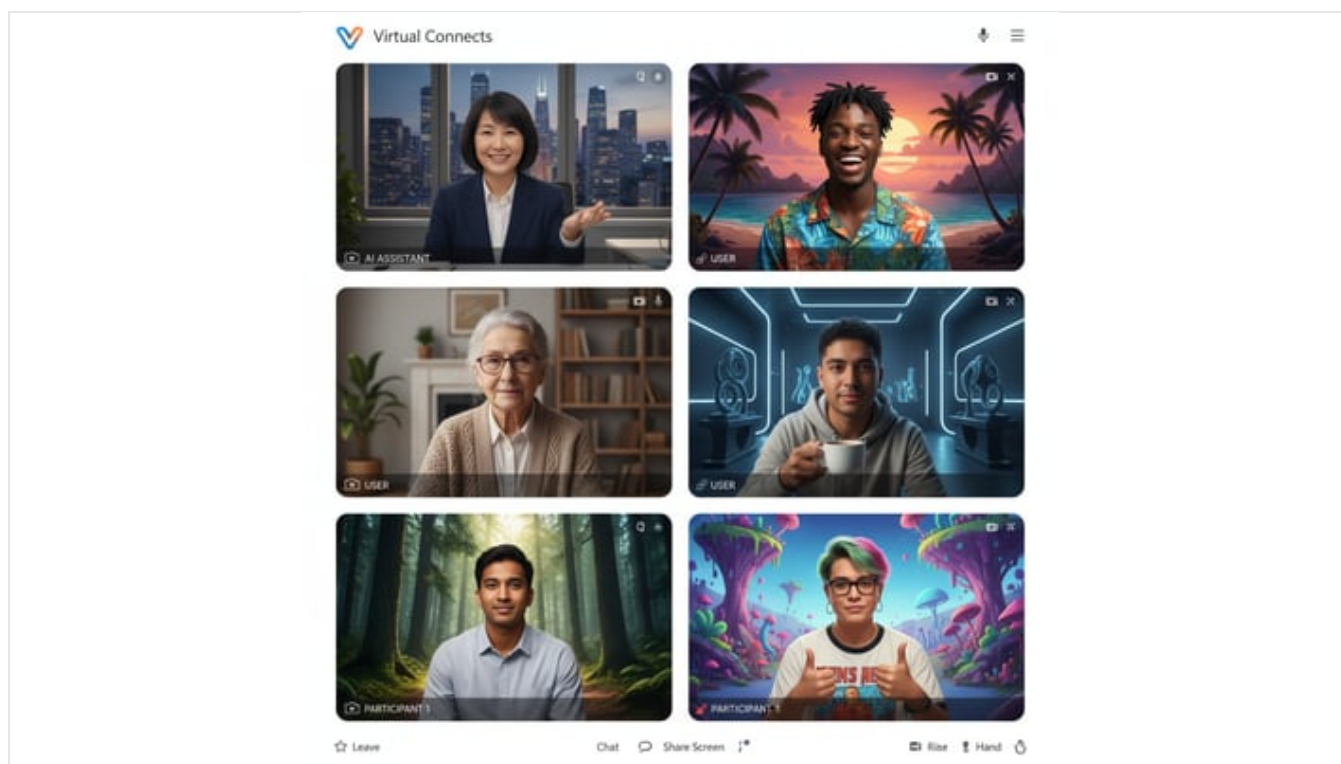 Virtual Connects
AI ASSISTANT
USER
USER
USER
PARTICIPANT 1
PARTICIPANT 1
Leave
Chat
Share Screen
Rise
Hand